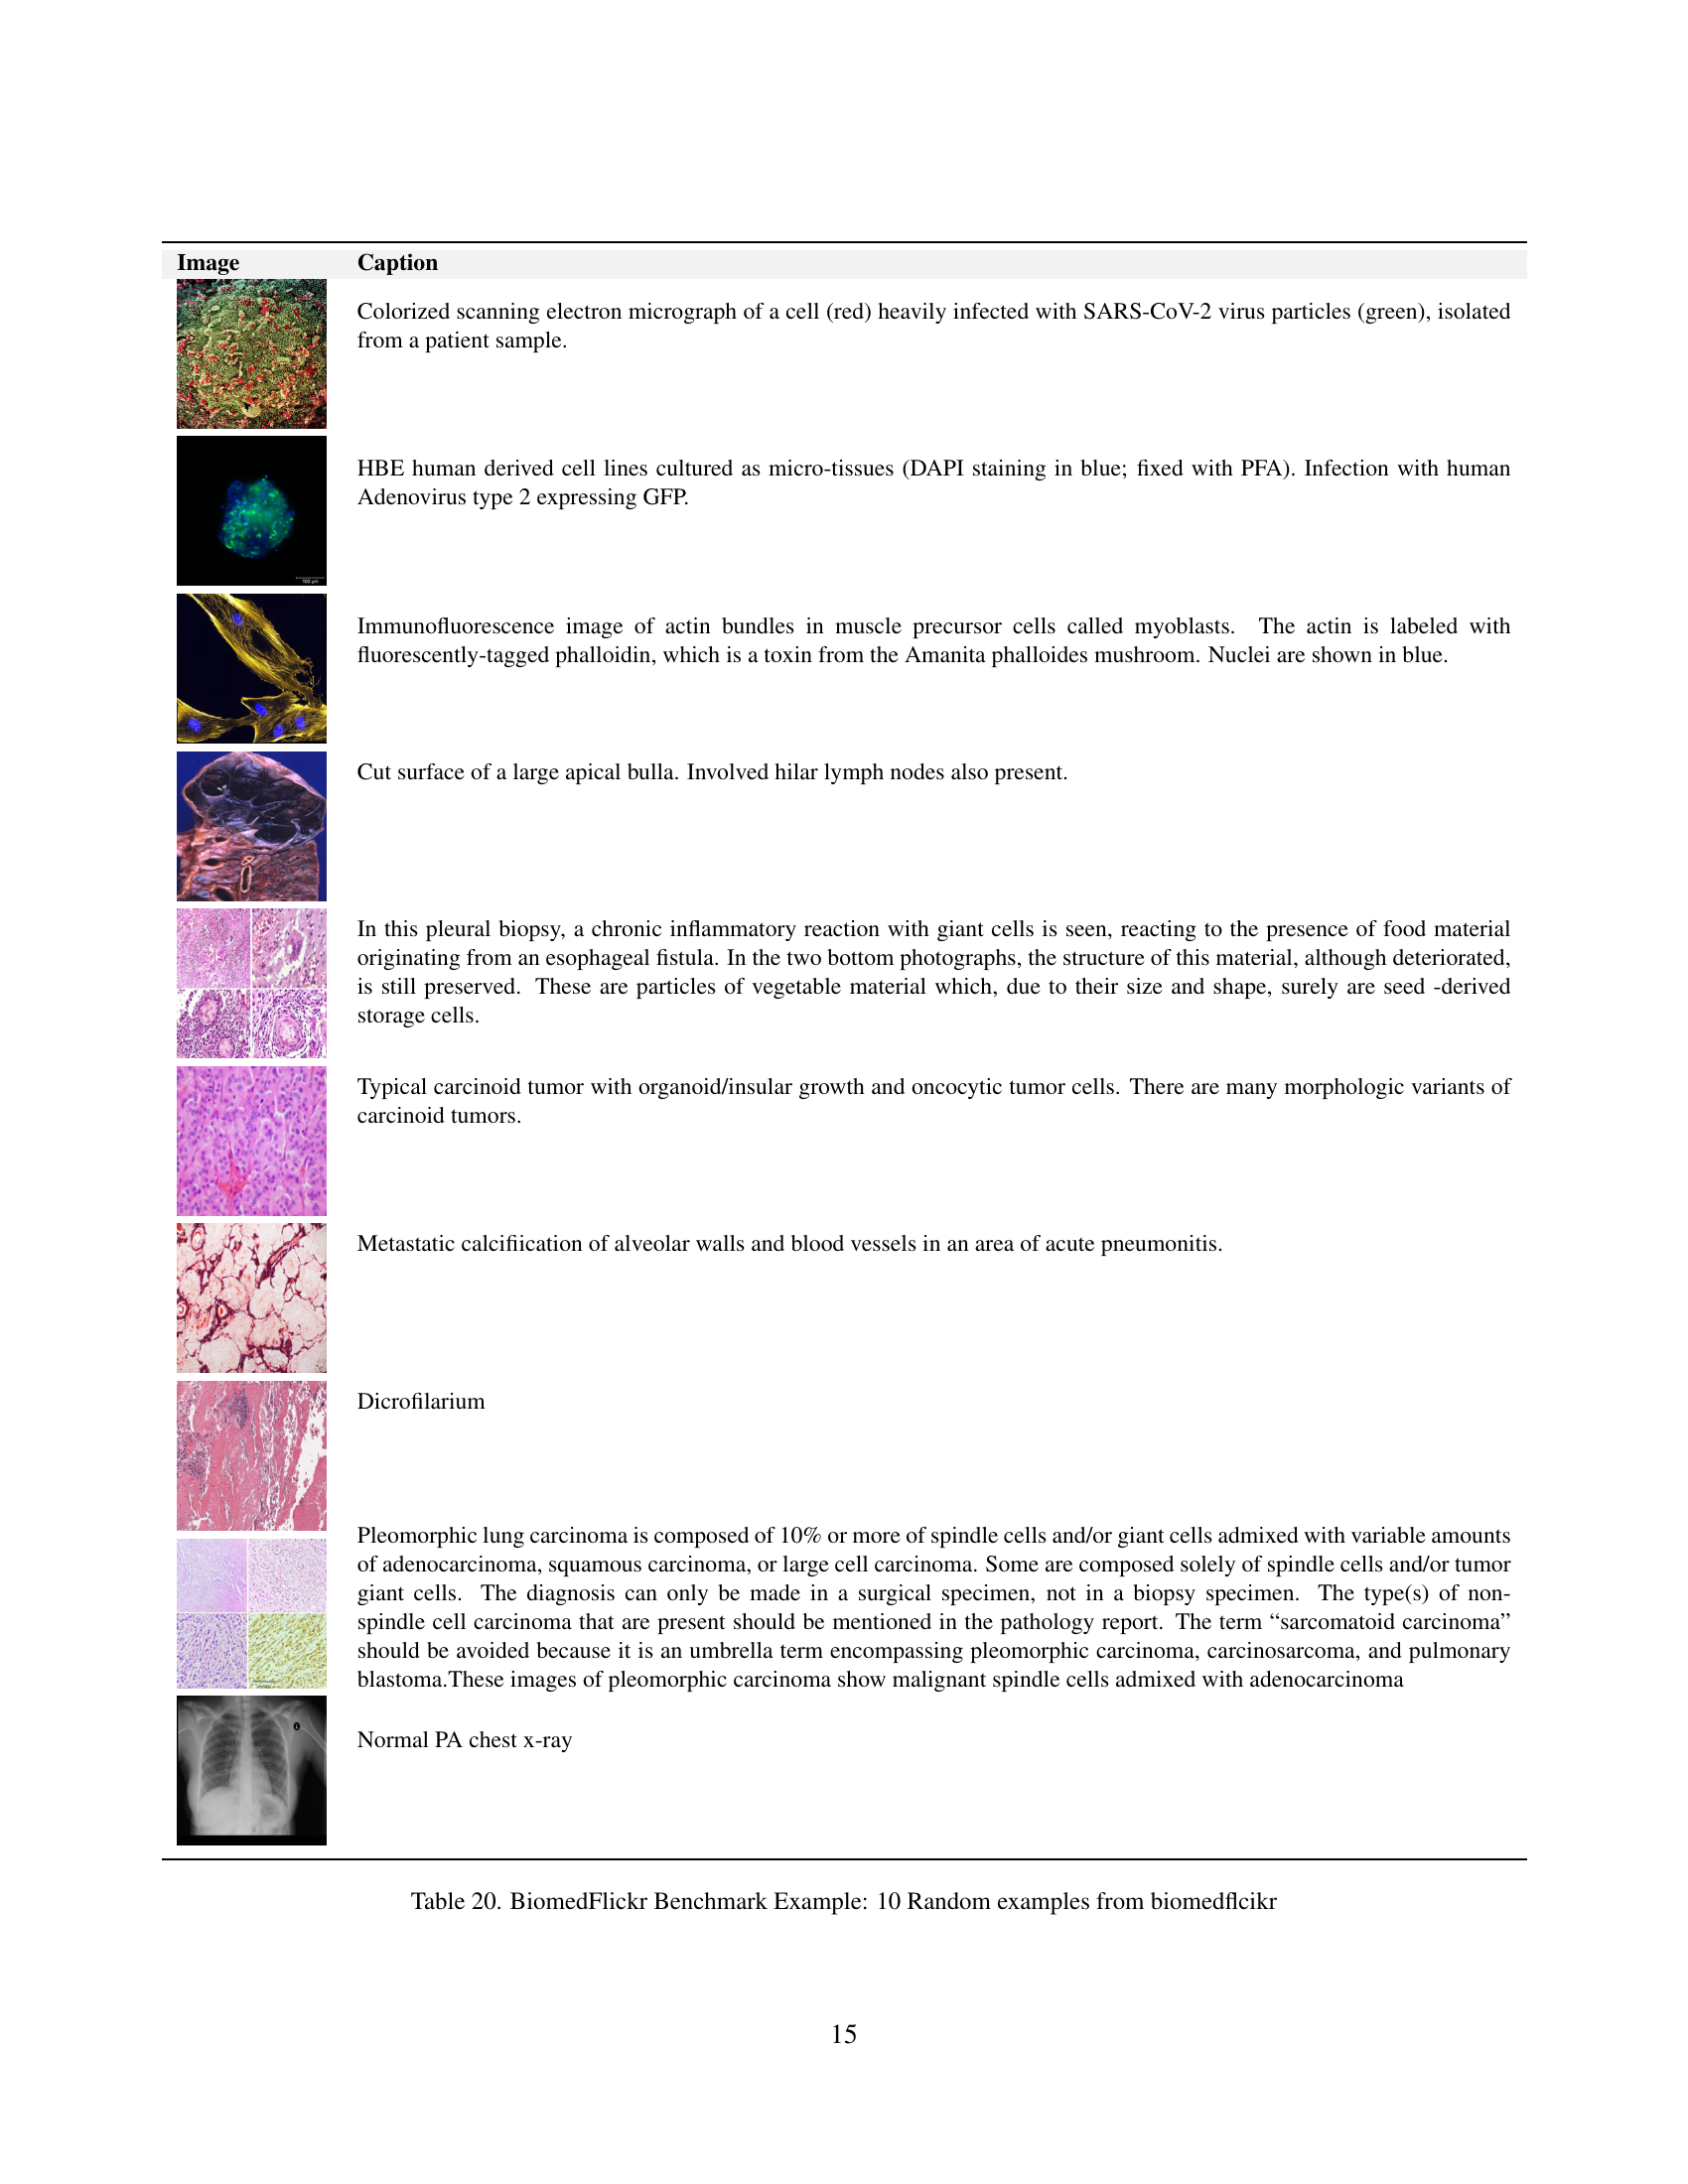 Image Caption
Colorized scanning electron micrograph of a cell (red) heavily infected with SARS-CoV-2 virus particles (green), isolated
from a patient sample.
HBE human derived cell lines cultured as micro-tissues (DAPI staining in blue; fixed with PFA). Infection with human
Adenovirus type 2 expressing GFP.
100 µm
Immunofluorescence image of actin bundles in muscle precursor cells called myoblasts. The actin is labeled with
fluorescently-tagged phalloidin, which is a toxin from the Amanita phalloides mushroom. Nuclei are shown in blue.
Cut surface of a large apical bulla. Involved hilar lymph nodes also present.
In this pleural biopsy, a chronic inflammatory reaction with giant cells is seen, reacting to the presence of food material
originating from an esophageal fistula. In the two bottom photographs, the structure of this material, although deteriorated,
is still preserved. These are particles of vegetable material which, due to their size and shape, surely are seed -derived
storage cells.
Typical carcinoid tumor with organoid/insular growth and oncocytic tumor cells. There are many morphologic variants of
carcinoid tumors.
Metastatic calcifiication of alveolar walls and blood vessels in an area of acute pneumonitis.
Dicrofilarium
Pleomorphic lung carcinoma is composed of 10% or more of spindle cells and/or giant cells admixed with variable amounts
of adenocarcinoma, squamous carcinoma, or large cell carcinoma. Some are composed solely of spindle cells and/or tumor
giant cells. The diagnosis can only be made in a surgical specimen, not in a biopsy specimen. The type(s) of non-
spindle cell carcinoma that are present should be mentioned in the pathology report. The term “sarcomatoid carcinoma”
should be avoided because it is an umbrella term encompassing pleomorphic carcinoma, carcinosarcoma, and pulmonary
blastoma.These images of pleomorphic carcinoma show malignant spindle cells admixed with adenocarcinoma
Normal PA chest x-ray
Table 20. BiomedFlickr Benchmark Example: 10 Random examples from biomedflcikr
15